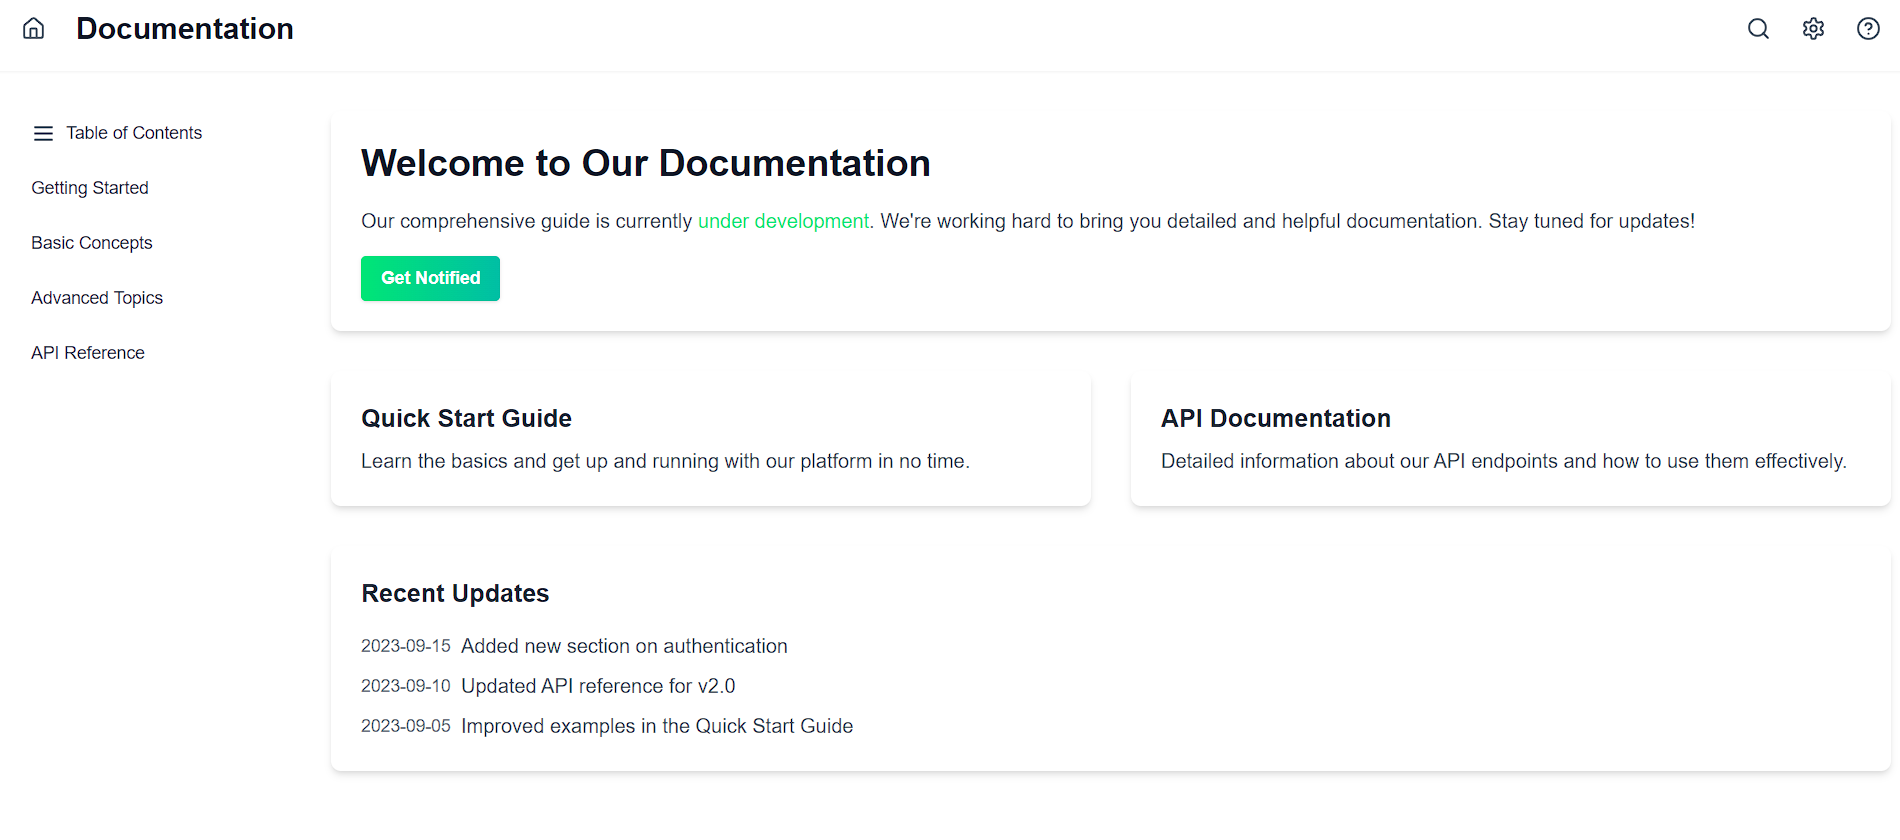 Documentation
Table of Contents
Getting Started
Basic Concepts
Advanced Topics
API Reference
Welcome to Our Documentation
Our comprehensive guide is currently under development. We're working hard to bring you detailed and helpful documentation. Stay tuned for updates!
Get Notified
Quick Start Guide
Learn the basics and get up and running with our platform in no time.
API Documentation
Detailed information about our API endpoints and how to use them effectively.
Recent Updates
2023-09-15 Added new section on authentication
2023-09-10 Updated API reference for v2.0
2023-09-05 Improved examples in the Quick Start Guide